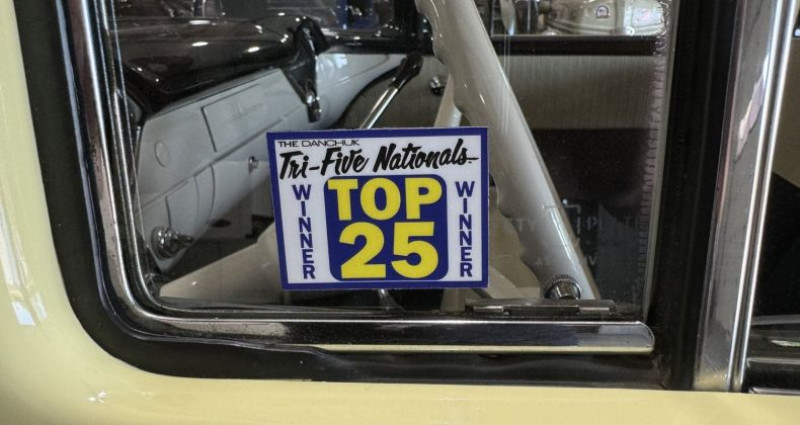 THE DANCHUK
Tri-Five Nationals
WINNER
TOP
25
WINNER